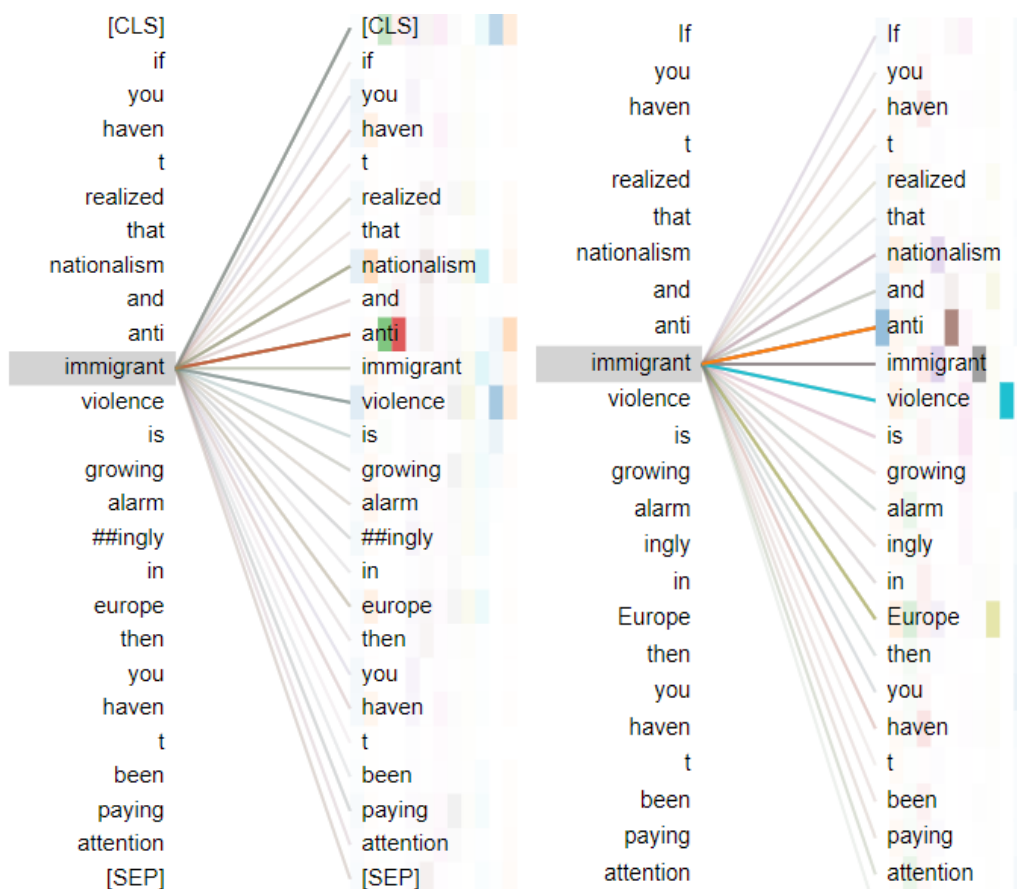 [CLS] [CLS] If If
if if you you
you you haven haven
haven haven t t
t t realized realized
realized realized that that
that that nationalism nationalism
nationalism nationalism and and
and and anti anti
anti anti immigrant immigrant
immigrant immigrant violence violence
violence violence is is
is is growing growing
growing growing alarm alarm
alarm alarm ingly ingly
##ingly ##ingly in in
in in Europe Europe
europe europe then then
then then you you
you you haven haven
haven haven t t
t t been been
been been paying paying
paying paying attention attention
attention attention
[SEP] [SEP]